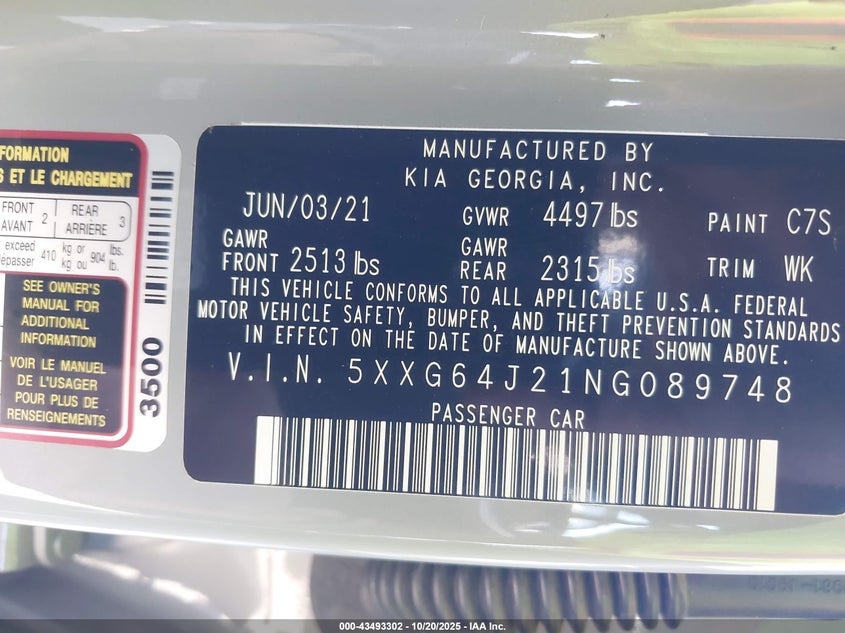 FORMATION
S ET LE CHARGEMENT
FRONT
AVANT 2 REAR
ARRIÈRE 3
exceed
dépasser 410 kg or
kg ou 904 lbs.
lb.
SEE OWNER'S
MANUAL FOR
ADDITIONAL
INFORMATION
VOIR LE MANUEL
DE L'USAGER
POUR PLUS DE
RENSEIGNEMENTS
3500
MANUFACTURED BY
KIA GEORGIA, INC.
JUN/03/21 GVWR 4497 lbs PAINT C7S
GAWR
FRONT 2513 lbs GAWR
REAR 2315 lbs TRIM WK
THIS VEHICLE CONFORMS TO ALL APPLICABLE U.S.A. FEDERAL
MOTOR VEHICLE SAFETY, BUMPER, AND THEFT PREVENTION STANDARDS
IN EFFECT ON THE DATE OF MANUFACTURE SHOWN ABOVE.
V.I.N. 5XXG64J21NG089748
PASSENGER CAR
000-43493302 - 10/20/2025 - IAA Inc.